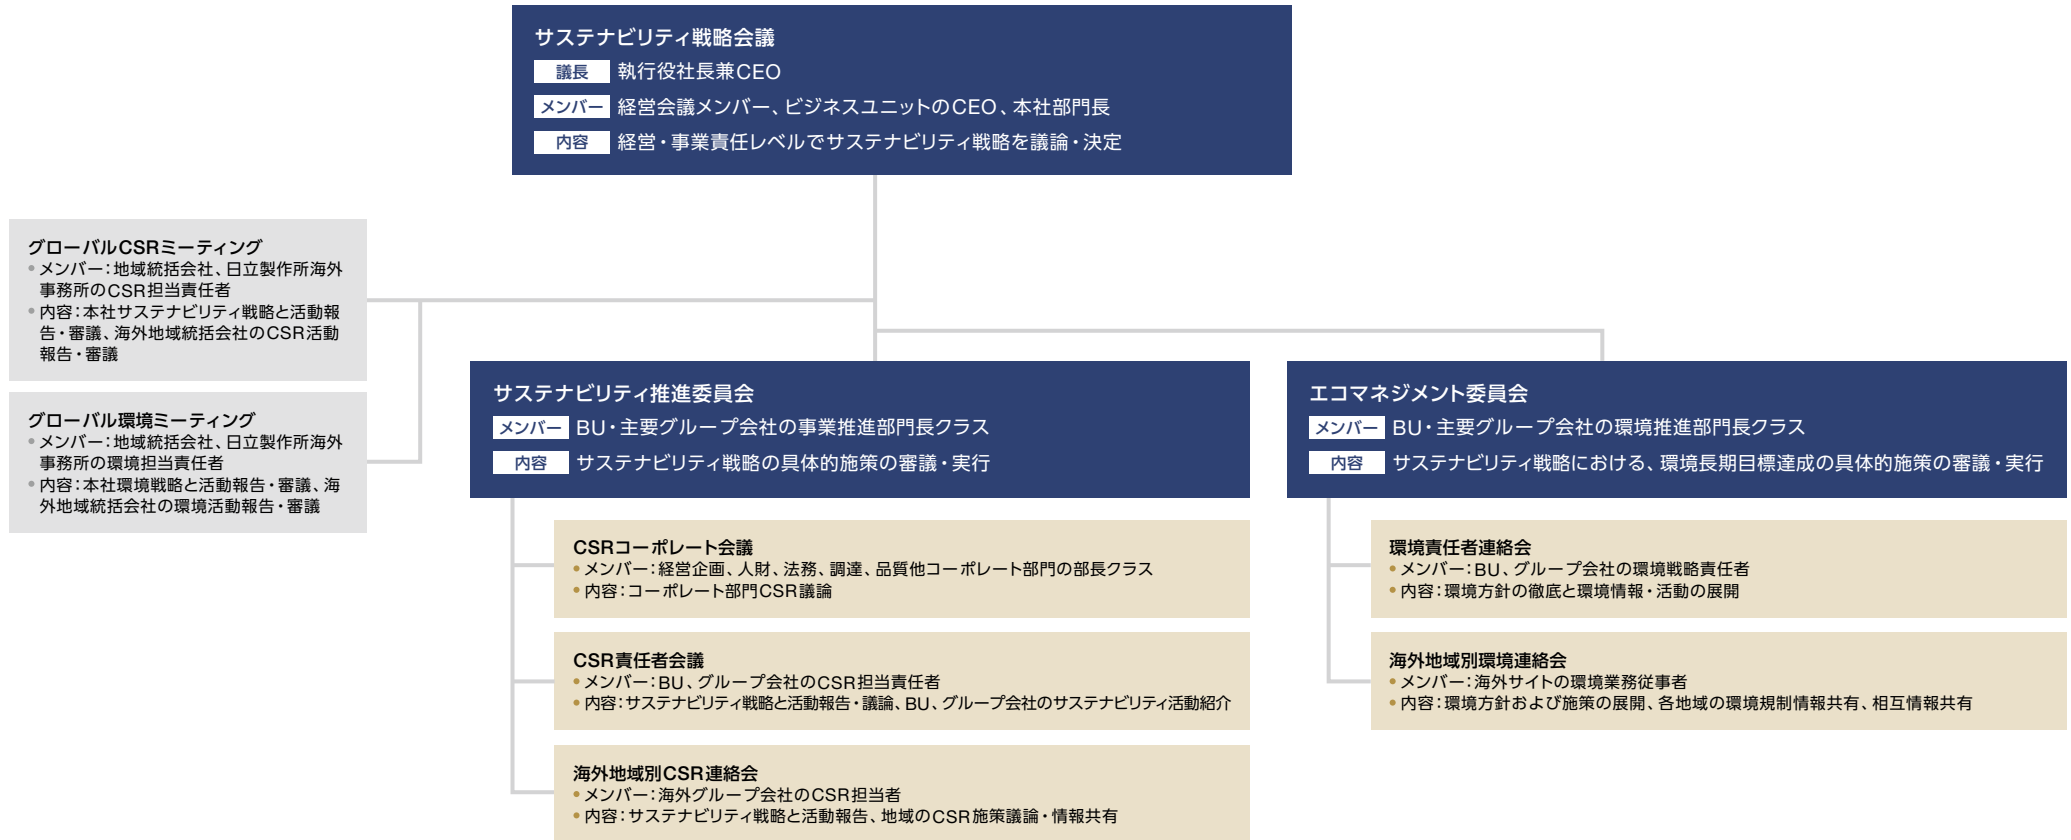 サステナビリティ戦略会議
議長 執行役社長兼CEO
メンバー 経営会議メンバー、ビジネスユニットのCEO、本社部門長
内容 経営・事業責任レベルでサステナビリティ戦略を議論・決定
グローバルCSRミーティング
• メンバー：地域統括会社、日立製作所海外
事務所のCSR担当責任者
• 内容：本社サステナビリティ戦略と活動報
告・審議、海外地域統括会社のCSR活動
報告・審議
グローバル環境ミーティング
• メンバー：地域統括会社、日立製作所海外
事務所の環境担当責任者
• 内容：本社環境戦略と活動報告・審議、海
外地域統括会社の環境活動報告・審議
サステナビリティ推進委員会
メンバー BU・主要グループ会社の事業推進部門長クラス
内容 サステナビリティ戦略の具体的施策の審議・実行
CSRコーポレート会議
• メンバー：経営企画、人財、法務、調達、品質他コーポレート部門の部長クラス
• 内容：コーポレート部門CSR議論
CSR責任者会議
• メンバー：BU、グループ会社のCSR担当責任者
• 内容：サステナビリティ戦略と活動報告・議論、BU、グループ会社のサステナビリティ活動紹介
海外地域別CSR連絡会
• メンバー：海外グループ会社のCSR担当者
• 内容：サステナビリティ戦略と活動報告、地域のCSR施策議論・情報共有
エコマネジメント委員会
メンバー BU・主要グループ会社の環境推進部門長クラス
内容 サステナビリティ戦略における、環境長期目標達成の具体的施策の審議・実行
環境責任者連絡会
• メンバー：BU、グループ会社の環境戦略責任者
• 内容：環境方針の徹底と環境情報・活動の展開
海外地域別環境連絡会
• メンバー：海外サイトの環境業務従事者
• 内容：環境方針および施策の展開、各地域の環境規制情報共有、相互情報共有